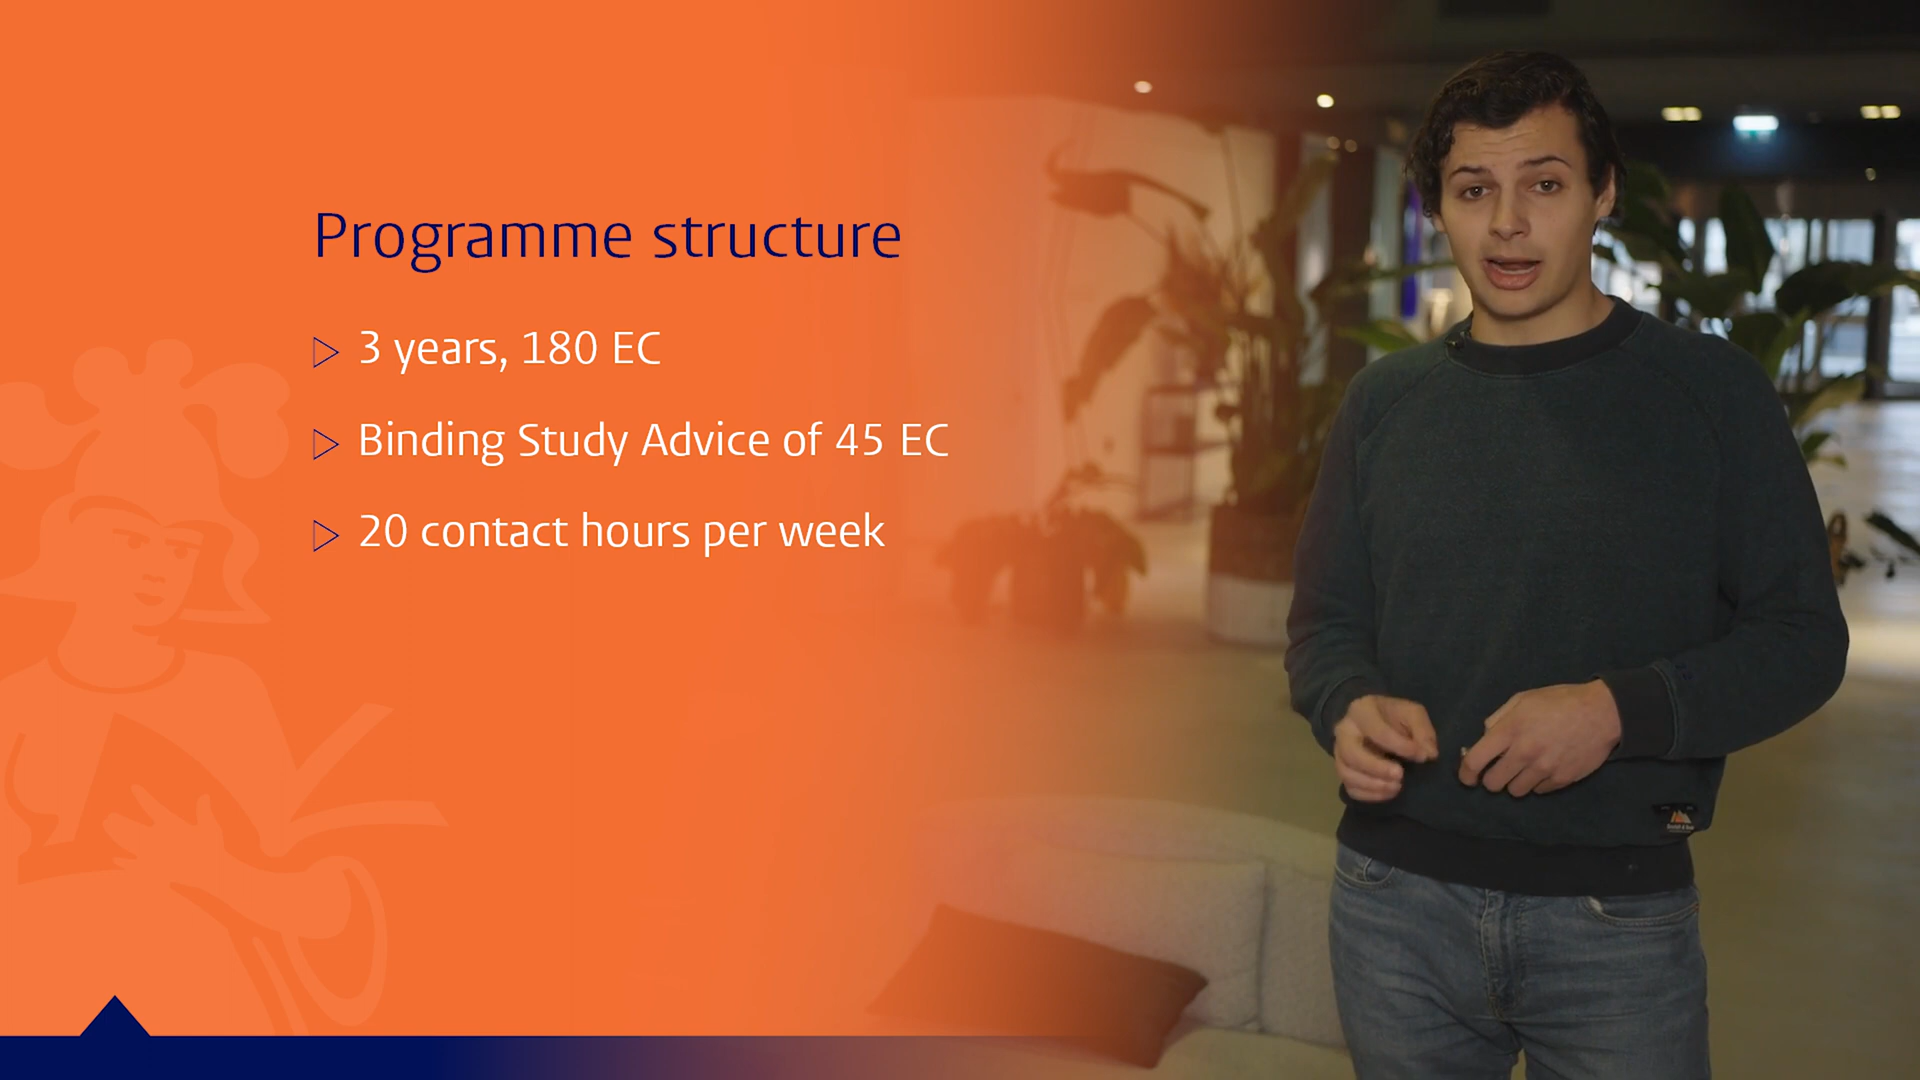 Programme structure
3 years, 180 EC
Binding Study Advice of 45 EC
20 contact hours per week